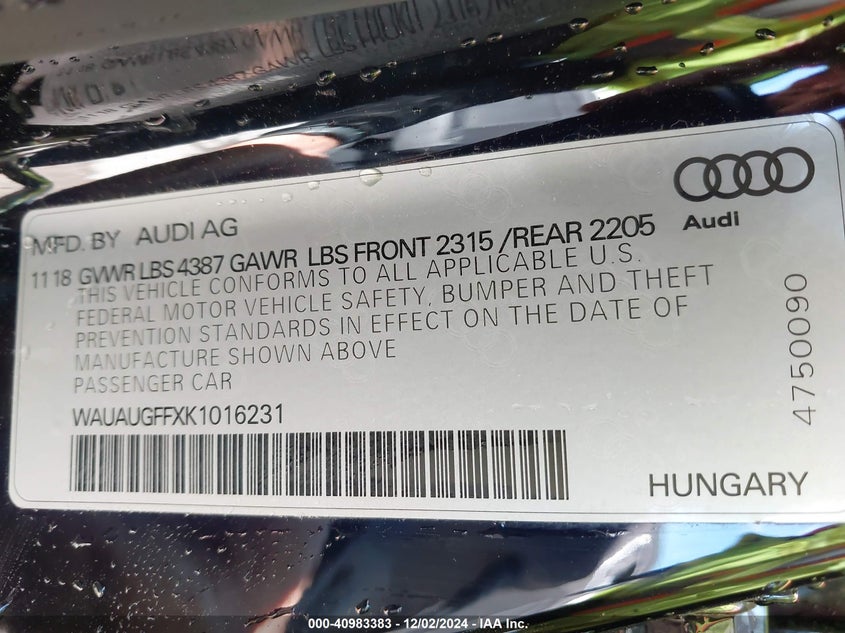 Audi
MFD. BY AUDI AG
11 18 GVWR LBS 4387 GAWR LBS FRONT 2315 /REAR 2205
THIS VEHICLE CONFORMS TO ALL APPLICABLE U.S.
FEDERAL MOTOR VEHICLE SAFETY, BUMPER AND THEFT
PREVENTION STANDARDS IN EFFECT ON THE DATE OF
MANUFACTURE SHOWN ABOVE
PASSENGER CAR
WAUAUGFFXK1016231
4750090
HUNGARY
000-40983383 - 12/02/2024 - IAA Inc.